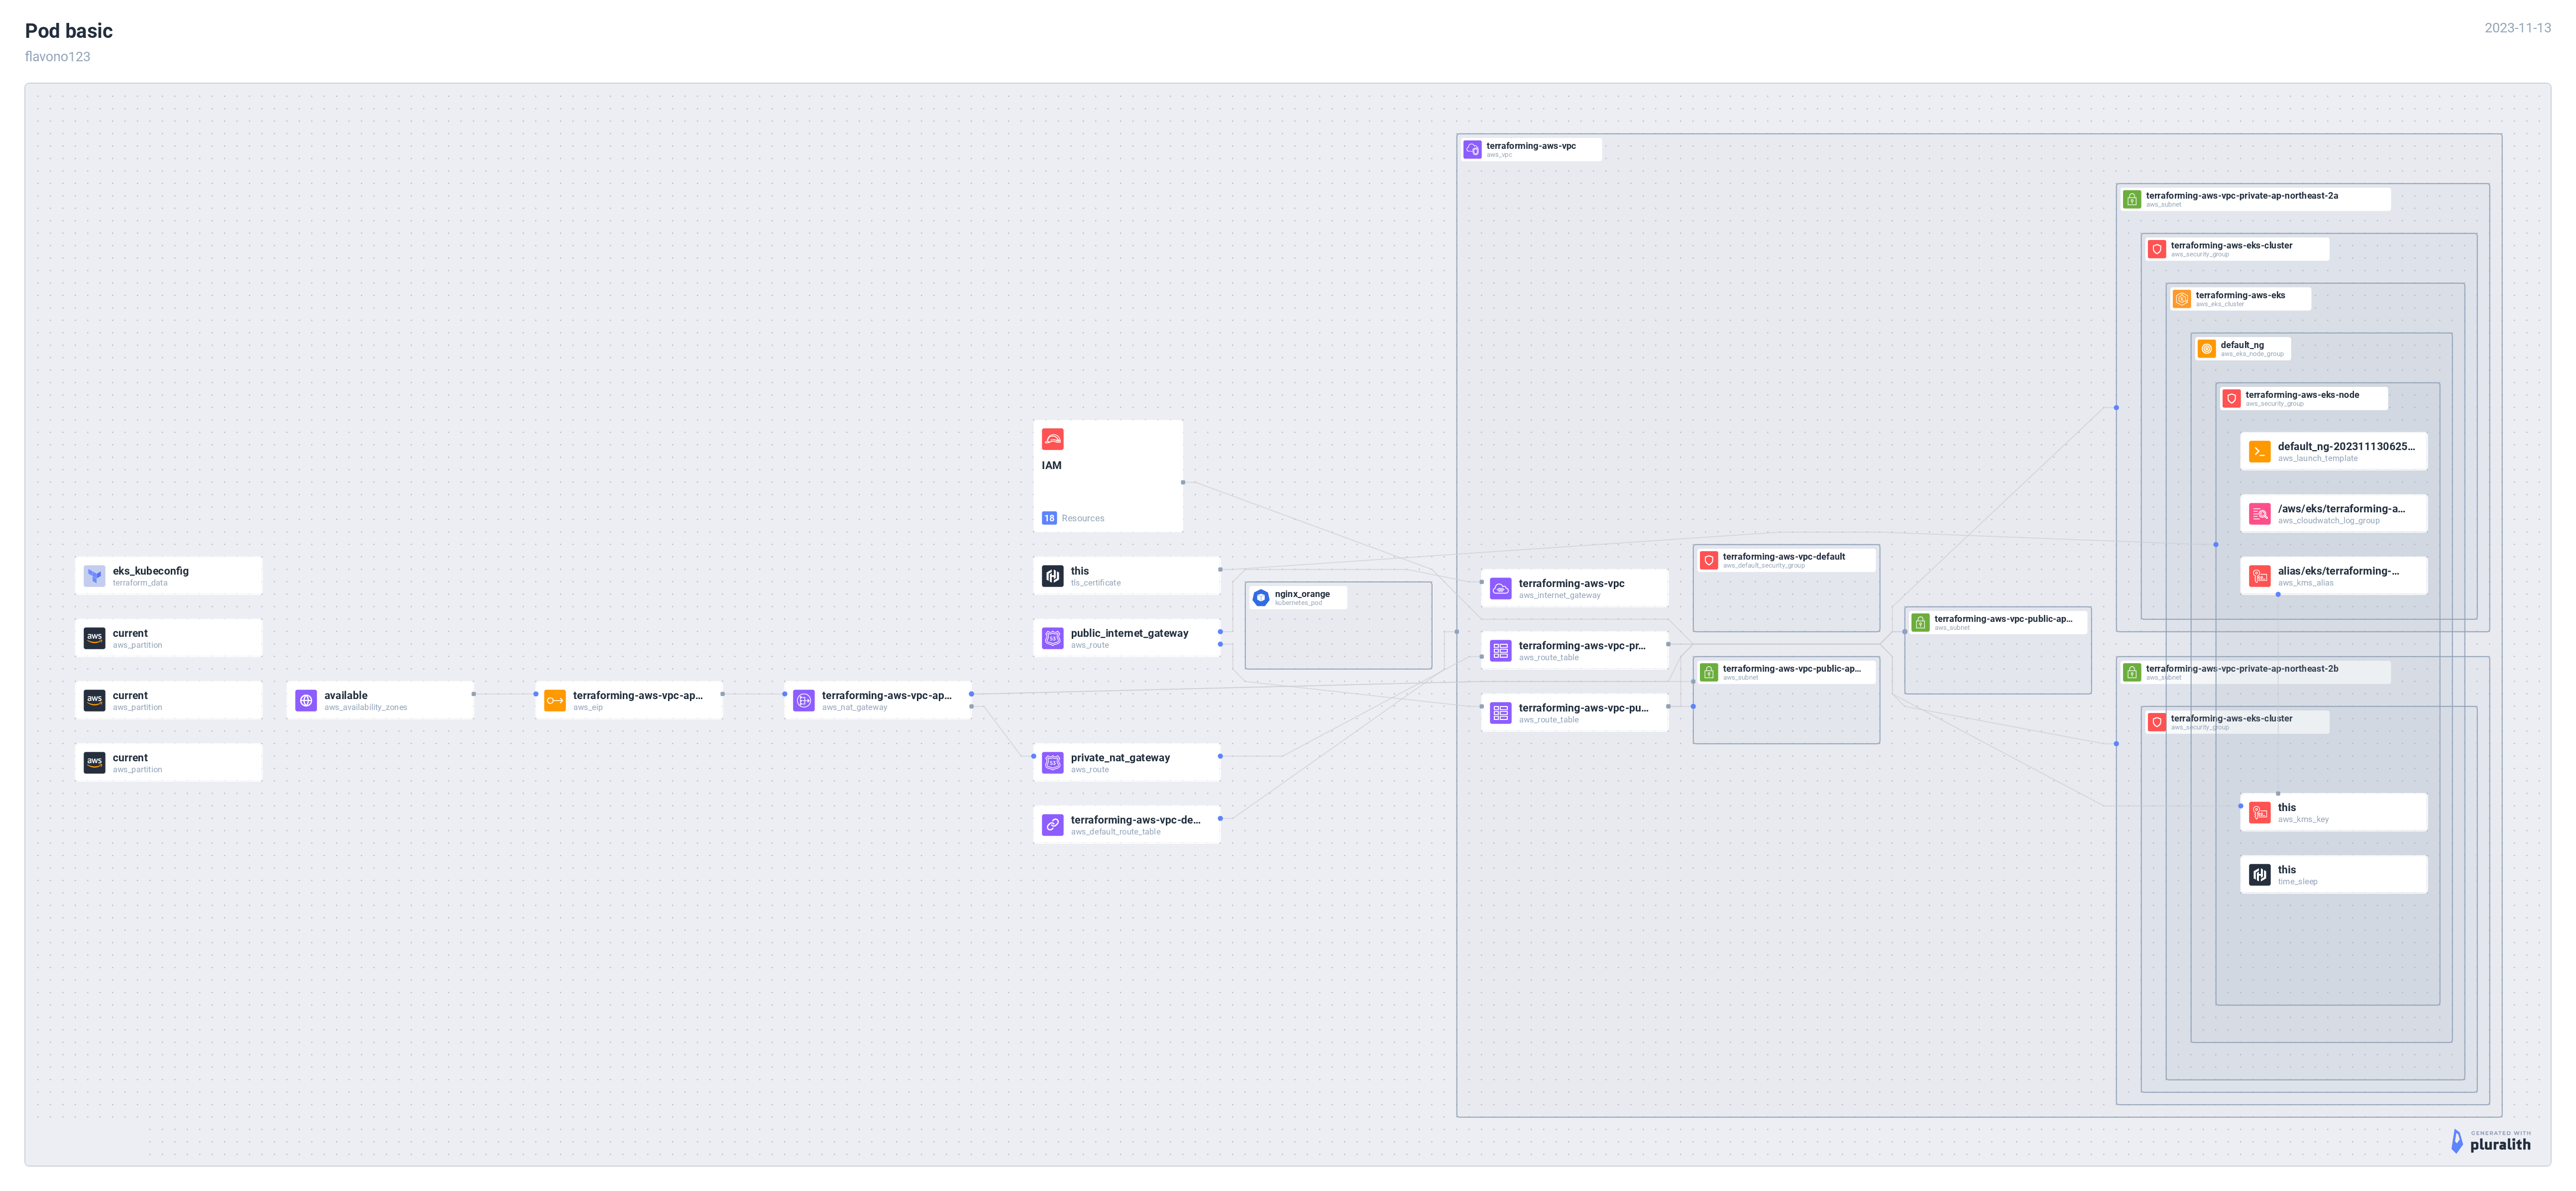 Pod basic
flavono123
2023-11-13
terraforming-aws-vpc
aws_vpc
terraforming-aws-vpc-private-ap-northeast-2a
aws_subnet
terraforming-aws-eks-cluster
aws_security_group
terraforming-aws-eks
aws_eks_cluster
default_ng
aws_eks_node_group
terraforming-aws-eks-node
aws_security_group
default_ng-202311130625...
aws_launch_template
/aws/eks/terraforming-a...
aws_cloudwatch_log_group
alias/eks/terraforming-...
aws_kms_alias
IAM
18 Resources
eks_kubeconfig
terraform_data
current
aws_partition
current
aws_partition
current
aws_partition
available
aws_availability_zones
terraforming-aws-vpc-ap...
aws_eip
terraforming-aws-vpc-ap...
aws_nat_gateway
this
tls_certificate
public_internet_gateway
aws_route
private_nat_gateway
aws_route
terraforming-aws-vpc-de...
aws_default_route_table
nginx_orange
kubernetes_pod
terraforming-aws-vpc
aws_internet_gateway
terraforming-aws-vpc-pr...
aws_route_table
terraforming-aws-vpc-pu...
aws_route_table
terraforming-aws-vpc-default
aws_default_security_group
terraforming-aws-vpc-public-ap...
aws_subnet
terraforming-aws-vpc-public-ap...
aws_subnet
terraforming-aws-vpc-private-ap-northeast-2b
aws_subnet
terraforming-aws-eks-cluster
aws_security_group
this
aws_kms_key
this
time_sleep
GENERATED WITH
pluralith